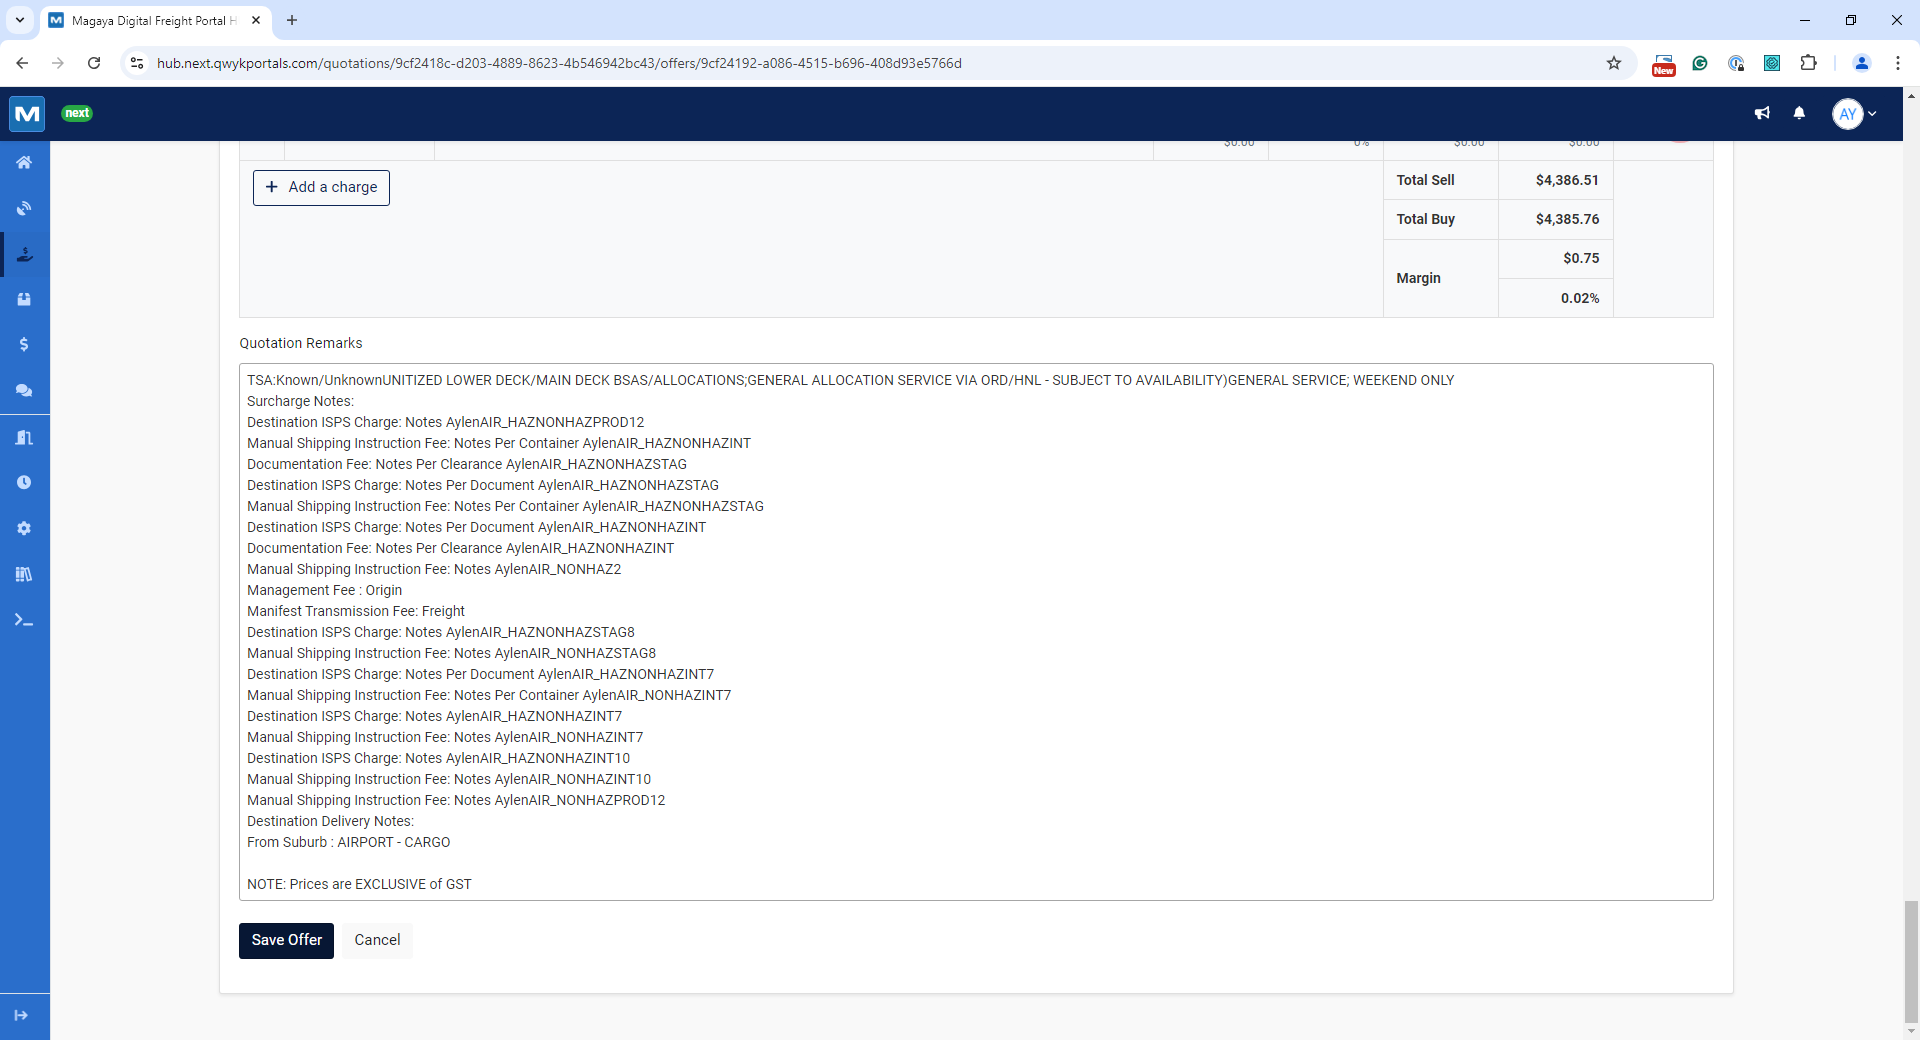 Magaya Digital Freight Portal H
hub.next.qwykportals.com/quotations/9cf2418c-d203-4889-8623-4b546942bc43/offers/9cf24192-a086-4515-b696-408d93e5766d
New
next
AY
$0.00 0% $0.00 $0.00
+ Add a charge
Total Sell $4,386.51
Total Buy $4,385.76
Margin $0.75
0.02%
Quotation Remarks
TSA:Known/UnknownUNITIZED LOWER DECK/MAIN DECK BSAS/ALLOCATIONS;GENERAL ALLOCATION SERVICE VIA ORD/HNL - SUBJECT TO AVAILABILITY)GENERAL SERVICE; WEEKEND ONLY
Surcharge Notes:
Destination ISPS Charge: Notes AylenAIR_HAZNONHAZPROD12
Manual Shipping Instruction Fee: Notes Per Container AylenAIR_HAZNONHAZINT
Documentation Fee: Notes Per Clearance AylenAIR_HAZNONHAZSTAG
Destination ISPS Charge: Notes Per Document AylenAIR_HAZNONHAZSTAG
Manual Shipping Instruction Fee: Notes Per Container AylenAIR_HAZNONHAZSTAG
Destination ISPS Charge: Notes Per Document AylenAIR_HAZNONHAZINT
Documentation Fee: Notes Per Clearance AylenAIR_HAZNONHAZINT
Manual Shipping Instruction Fee: Notes AylenAIR_NONHAZ2
Management Fee : Origin
Manifest Transmission Fee: Freight
Destination ISPS Charge: Notes AylenAIR_HAZNONHAZSTAG8
Manual Shipping Instruction Fee: Notes AylenAIR_NONHAZSTAG8
Destination ISPS Charge: Notes Per Document AylenAIR_HAZNONHAZINT7
Manual Shipping Instruction Fee: Notes Per Container AylenAIR_NONHAZINT7
Destination ISPS Charge: Notes AylenAIR_HAZNONHAZINT7
Manual Shipping Instruction Fee: Notes AylenAIR_NONHAZINT7
Destination ISPS Charge: Notes AylenAIR_HAZNONHAZINT10
Manual Shipping Instruction Fee: Notes AylenAIR_NONHAZINT10
Manual Shipping Instruction Fee: Notes AylenAIR_NONHAZPROD12
Destination Delivery Notes:
From Suburb : AIRPORT - CARGO
NOTE: Prices are EXCLUSIVE of GST
Save Offer Cancel